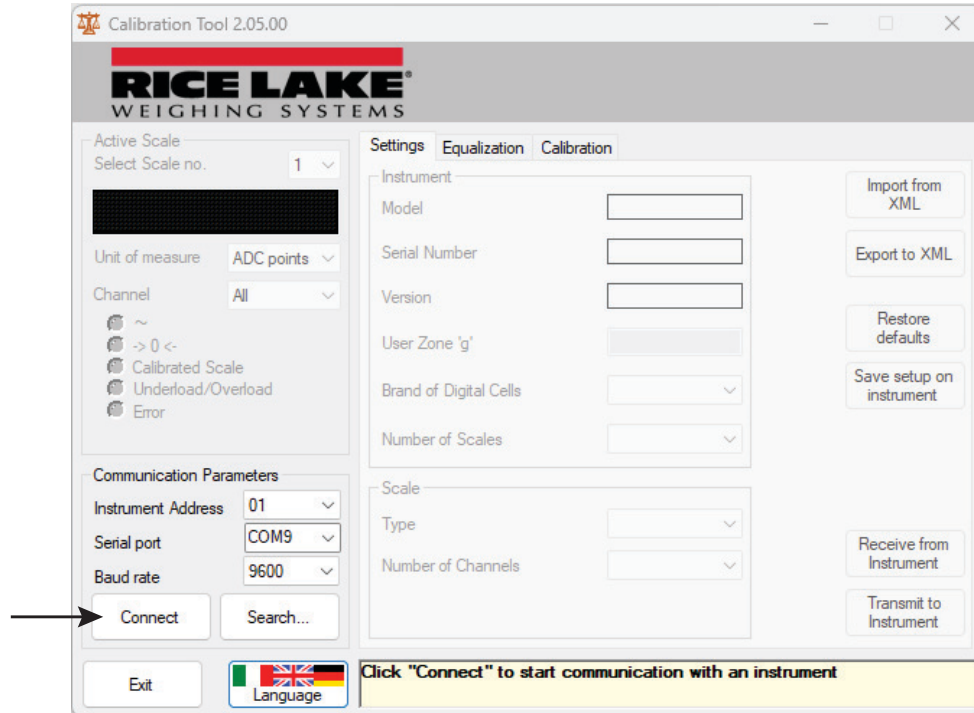 Calibration Tool 2.05.00
RICE LAKE®
WEIGHING SYSTEMS
Active Scale
Select Scale no.
1
Unit of measure
ADC points
Channel
All
~
-> 0 <-
Calibrated Scale
Underload/Overload
Error
Communication Parameters
Instrument Address
01
Serial port
COM9
Baud rate
9600
Connect
Search...
Exit
Language
Settings
Equalization
Calibration
Instrument
Model
Serial Number
Version
User Zone 'g'
Brand of Digital Cells
Number of Scales
Scale
Type
Number of Channels
Import from
XML
Export to XML
Restore
defaults
Save setup on
instrument
Receive from
Instrument
Transmit to
Instrument
Click "Connect" to start communication with an instrument